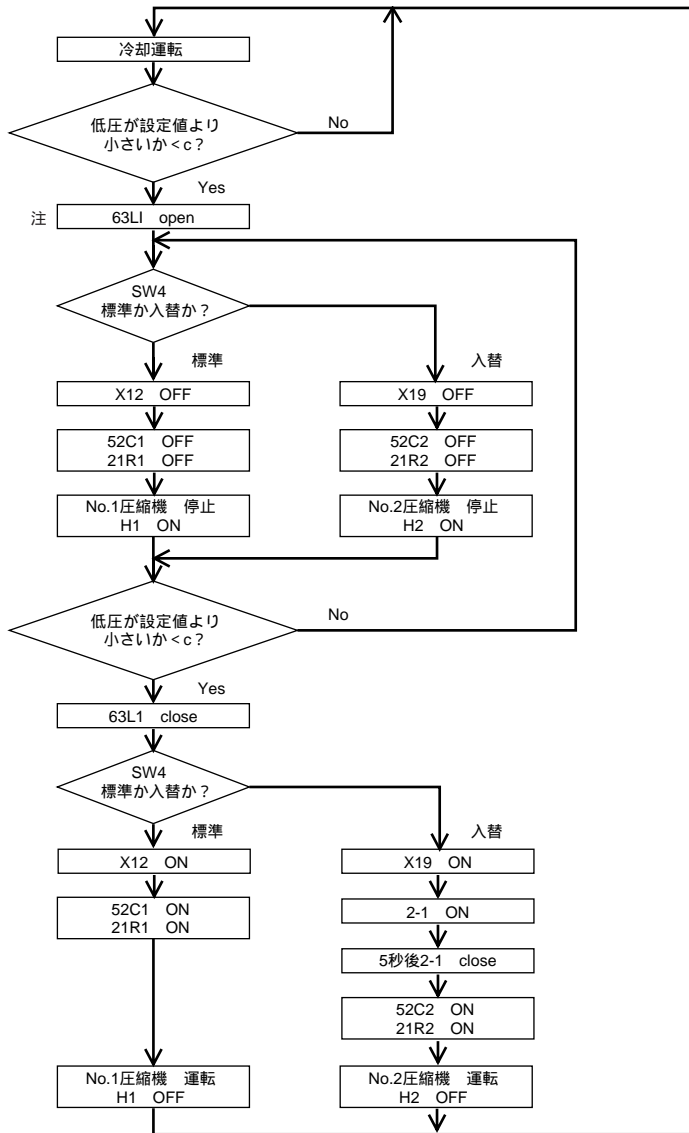 冷却運転
低圧が設定値より
小さいか<c?
No
Yes
注
63LI open
SW4
標準か入替か?
標準
入替
X12 OFF
X19 OFF
52C1 OFF
21R1 OFF
52C2 OFF
21R2 OFF
No.1圧縮機 停止
H1 ON
No.2圧縮機 停止
H2 ON
低圧が設定値より
小さいか<c?
No
Yes
63L1 close
SW4
標準か入替か?
標準
入替
X12 ON
X19 ON
52C1 ON
21R1 ON
2-1 ON
5秒後2-1 close
52C2 ON
21R2 ON
No.1圧縮機 運転
H1 OFF
No.2圧縮機 運転
H2 OFF